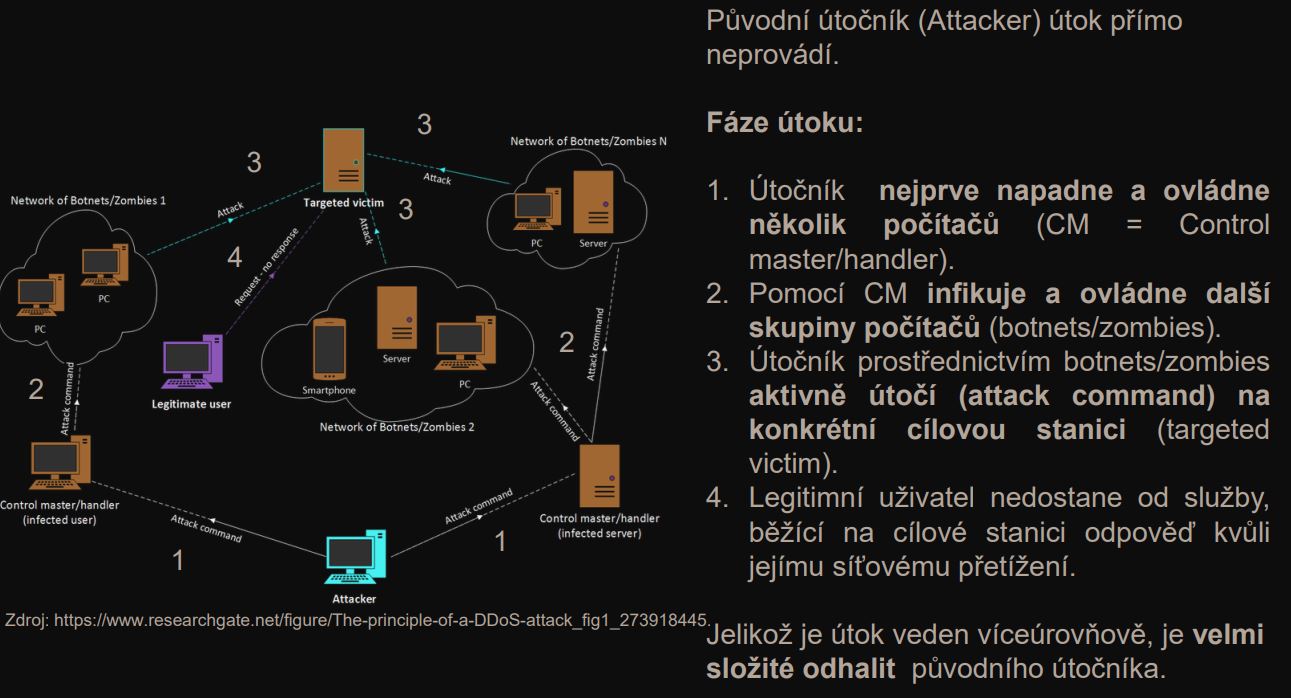 Původní útočník (Attacker) útok přímo
neprovádí.
Fáze útoku:
1. Útočník nejprve napadne a ovládne
několik počítačů (CM = Control
master/handler).
2. Pomocí CM infikuje a ovládne další
skupiny počítačů (botnets/zombies).
3. Útočník prostřednictvím botnets/zombies
aktivně útočí (attack command) na
konkrétní cílovou stanici (targeted
victim).
4. Legitimní uživatel nedostane od služby,
běžící na cílové stanici odpověď kvůli
jejímu síťovému přetížení.
Jelikož je útok veden víceúrovňově, je velmi
složité odhalit původního útočníka.
3
Network of Botnets/Zombies N
3
Attack
Targeted victim
Network of Botnets/Zombies 1
Attack
3
Attack
PC
Server
4
Request - no response
PC
PC
2
Attack command
Server
Smartphone
PC
2
Attack command
Legitimate user
Attack command
Network of Botnets/Zombies 2
Control master/handler
(infected user)
Attack command
Attack command
Control master/handler
(infected server)
1
1
Attacker
Zdroj: https://www.researchgate.net/figure/The-principle-of-a-DDoS-attack_fig1_273918445.